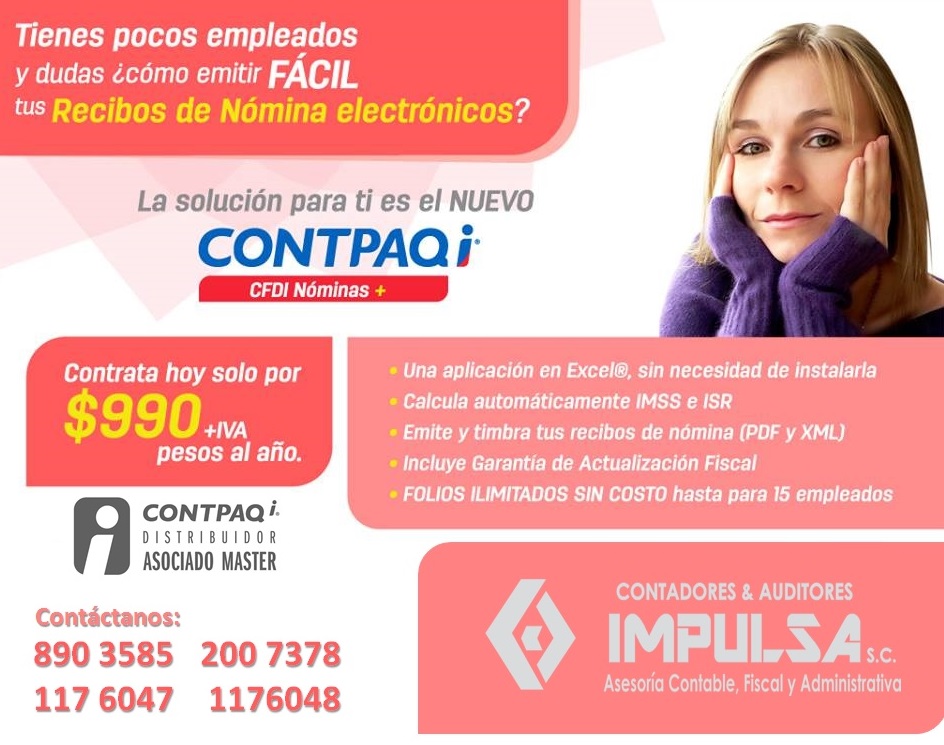 Tienes pocos empleados
y dudas ¿cómo emitir FÁCIL
tus Recibos de Nómina electrónicos?
La solución para ti es el NUEVO
CONTPAQ i®
CFDI Nóminas +
Contrata hoy solo por
$990 +IVA
pesos al año.
• Una aplicación en Excel®, sin necesidad de instalarla
• Calcula automáticamente IMSS e ISR
• Emite y timbra tus recibos de nómina (PDF y XML)
• Incluye Garantía de Actualización Fiscal
• FOLIOS ILIMITADOS SIN COSTO hasta para 15 empleados
CONTPAQ i®
DISTRIBUIDOR
ASOCIADO MASTER
Contáctanos:
890 3585 200 7378
117 6047 1176048
CONTADORES & AUDITORES
IMPULSA S.C.
Asesoría Contable, Fiscal y Administrativa